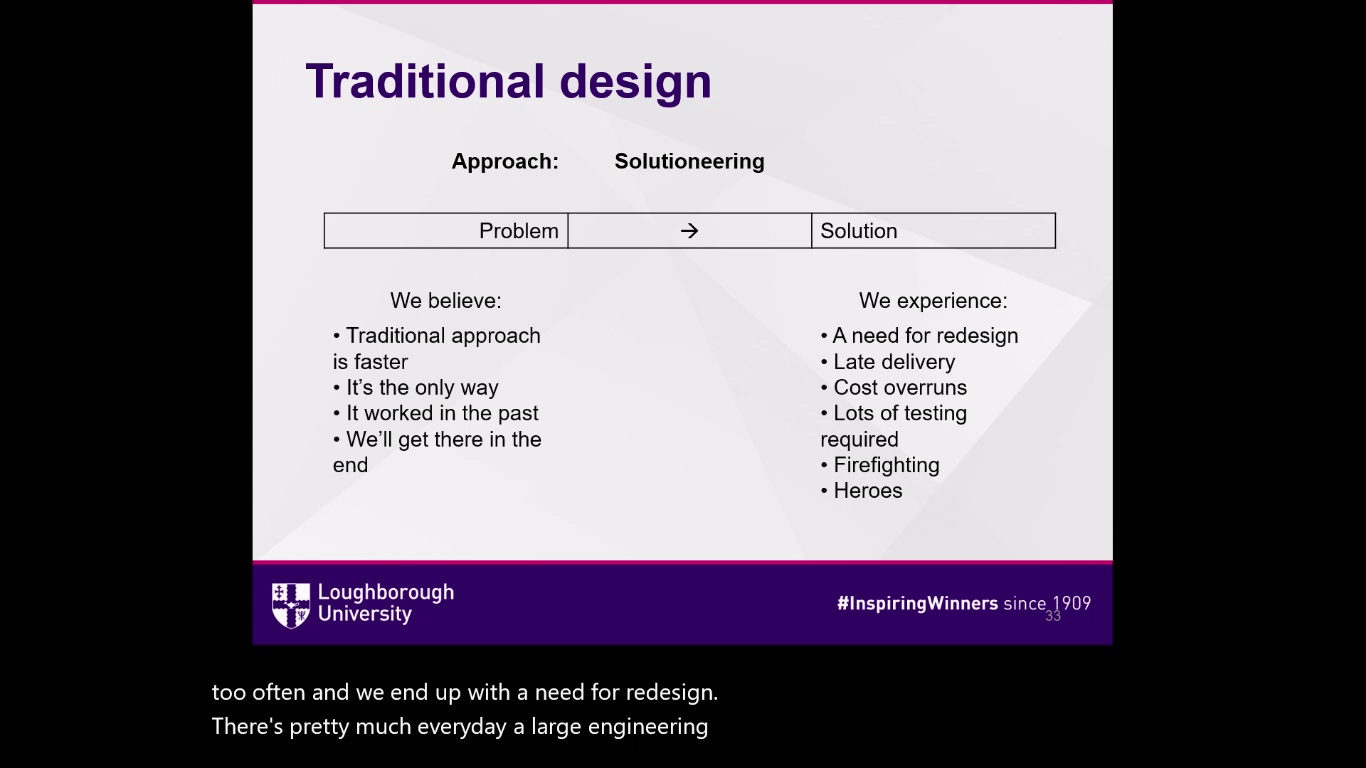 Traditional design
Approach: Solutioneering
Problem → Solution
We believe:
• Traditional approach
is faster
• It’s the only way
• It worked in the past
• We’ll get there in the
end
We experience:
• A need for redesign
• Late delivery
• Cost overruns
• Lots of testing
required
• Firefighting
• Heroes
Loughborough
University
#InspiringWinners since 1909
33
too often and we end up with a need for redesign.
There's pretty much everyday a large engineering